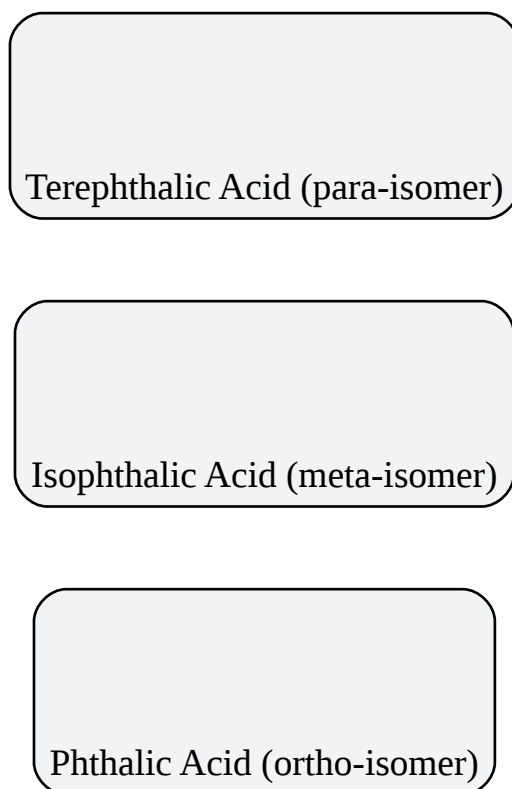 Terephthalic Acid (para-isomer)
Isophthalic Acid (meta-isomer)
Phthalic Acid (ortho-isomer)